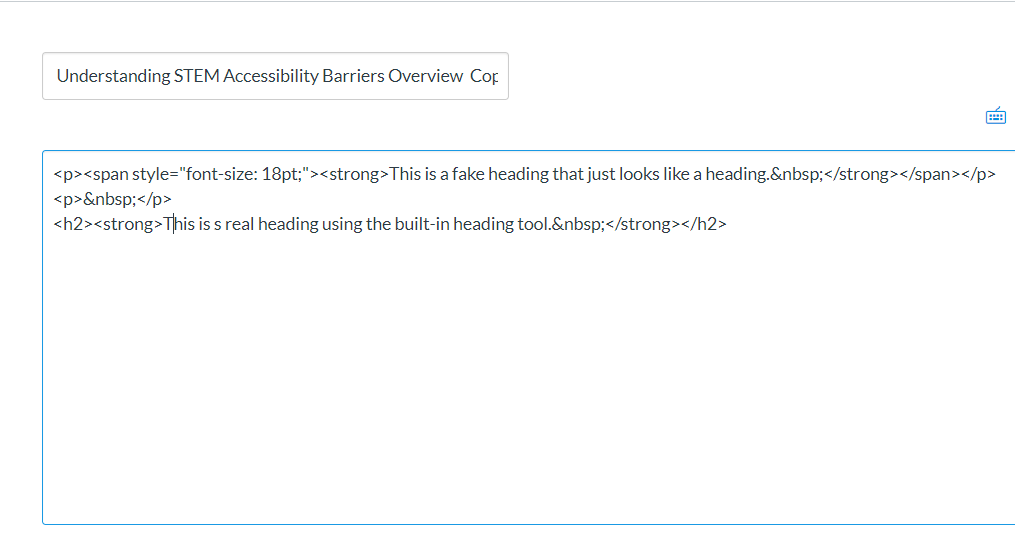 Understanding STEM Accessibility Barriers Overview Cop
<p><span style="font-size: 18pt;"><strong>This is a fake heading that just looks like a heading.&nbsp;</strong></span></p>
<p>&nbsp;</p>
<h2><strong>This is s real heading using the built-in heading tool.&nbsp;</strong></h2>